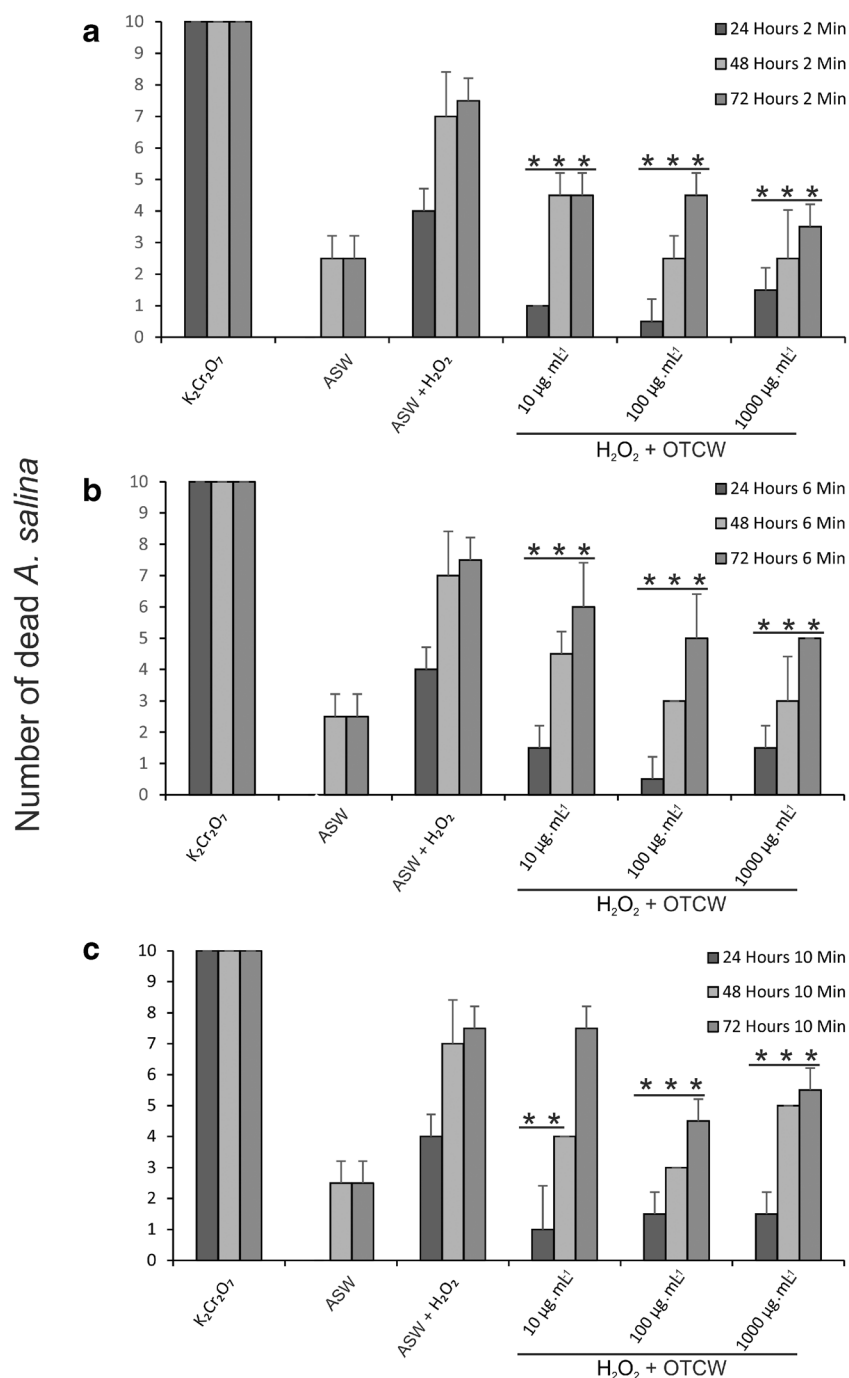 Number of dead A. salina
a
24 Hours 2 Min
48 Hours 2 Min
72 Hours 2 Min
10
9
8
7
6
5
4
3
2
1
0
* * *
* * *
* * *
K₂Cr₂O₇
ASW
ASW + H₂O₂
10 µg.mL⁻¹
100 µg.mL⁻¹
1000 µg.mL⁻¹
H₂O₂ + OTCW
b
24 Hours 6 Min
48 Hours 6 Min
72 Hours 6 Min
10
9
8
7
6
5
4
3
2
1
0
* * *
* * *
* * *
K₂Cr₂O₇
ASW
ASW + H₂O₂
10 µg.mL⁻¹
100 µg.mL⁻¹
1000 µg.mL⁻¹
H₂O₂ + OTCW
c
24 Hours 10 Min
48 Hours 10 Min
72 Hours 10 Min
10
9
8
7
6
5
4
3
2
1
0
* *
* * *
* * *
K₂Cr₂O₇
ASW
ASW + H₂O₂
10 µg.mL⁻¹
100 µg.mL⁻¹
1000 µg.mL⁻¹
H₂O₂ + OTCW